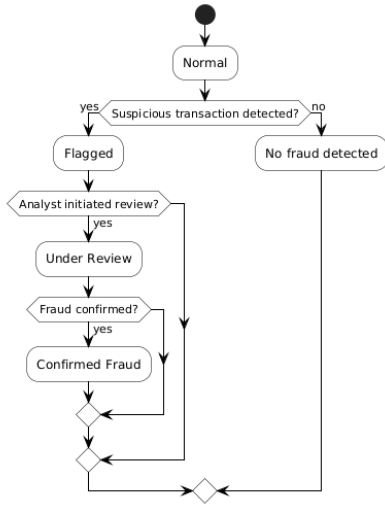 Normal
yes
Suspicious transaction detected?
no
Flagged
No fraud detected
Analyst initiated review?
yes
Under Review
Fraud confirmed?
yes
Confirmed Fraud